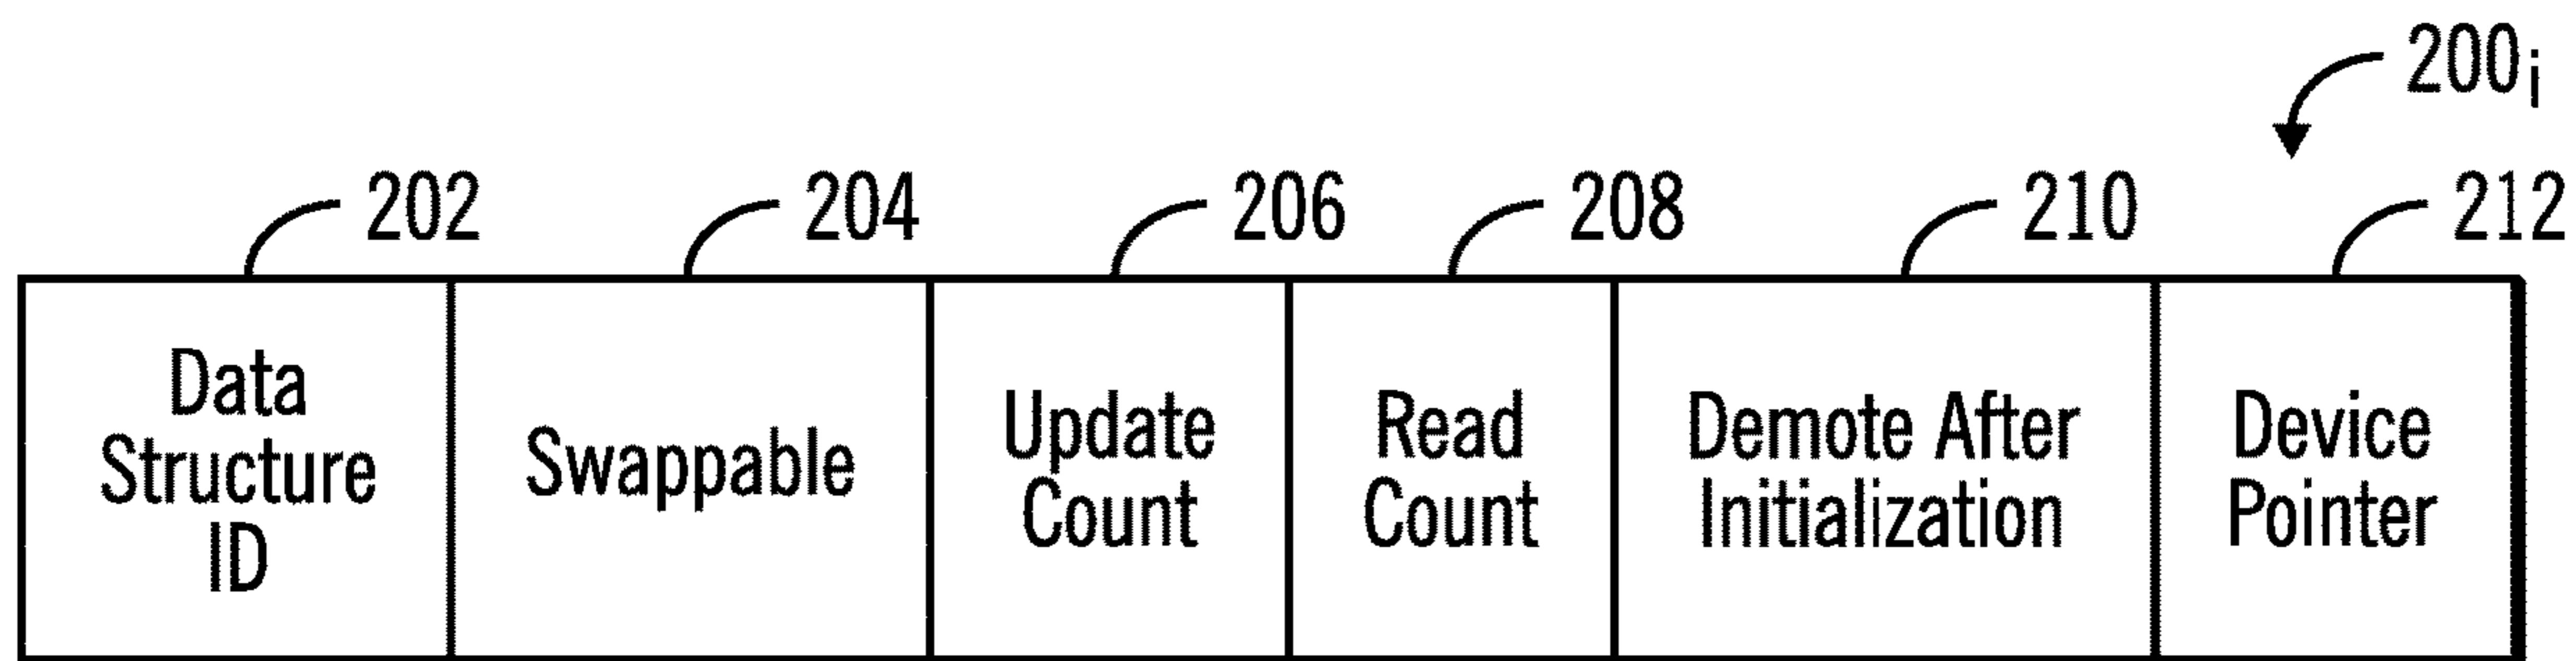 200i
202 204 206 208 210 212
Data
Structure
ID
Swappable
Update
Count
Read
Count
Demote After
Initialization
Device
Pointer